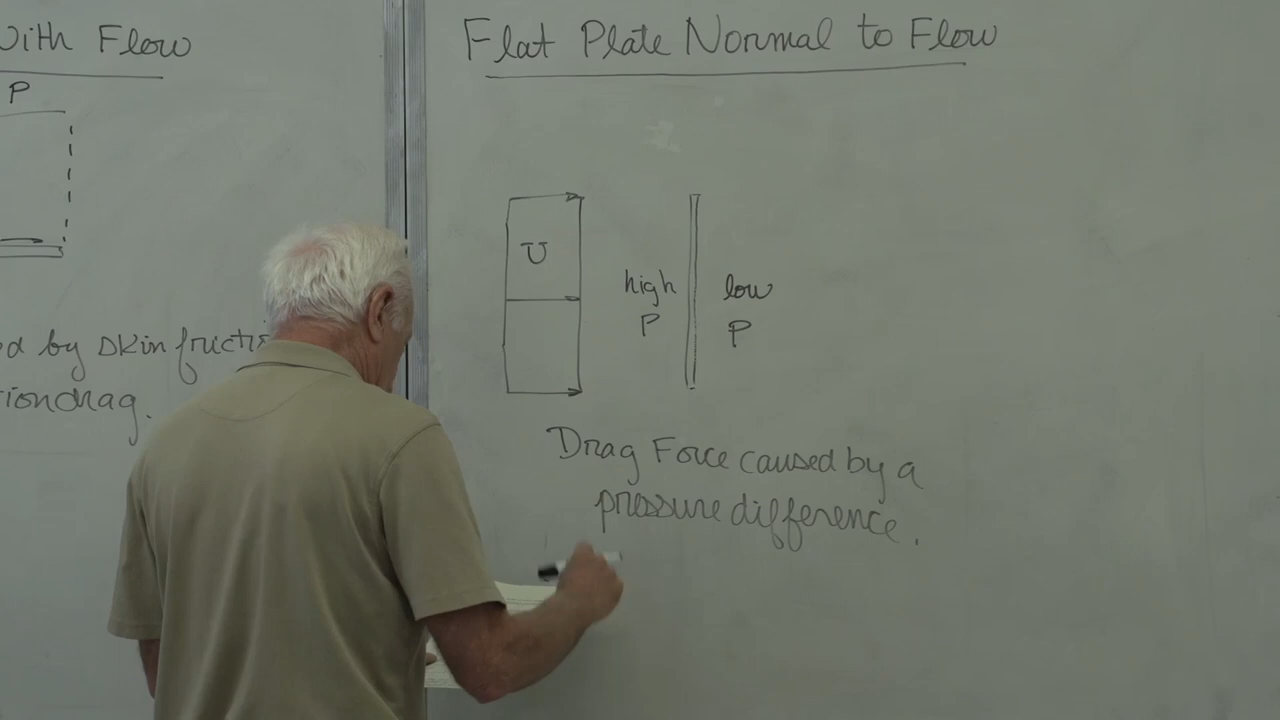 With Flow
P
by skin friction
drag.
Flat Plate Normal to Flow
U
high
P
low
P
Drag Force caused by a
pressure difference.